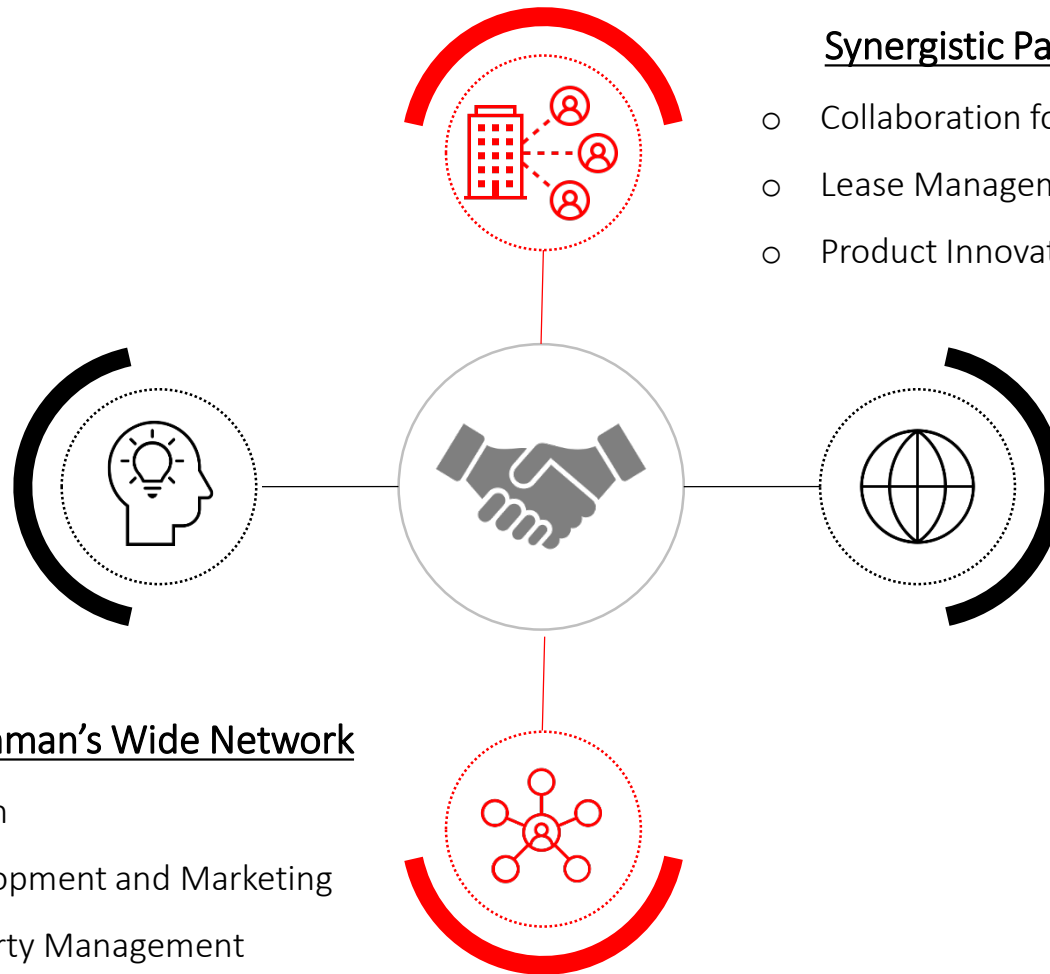 Synergistic Pa
o Collaboration fo
o Lease Managem
o Product Innovat
man's Wide Network
n
opment and Marketing
rty Management